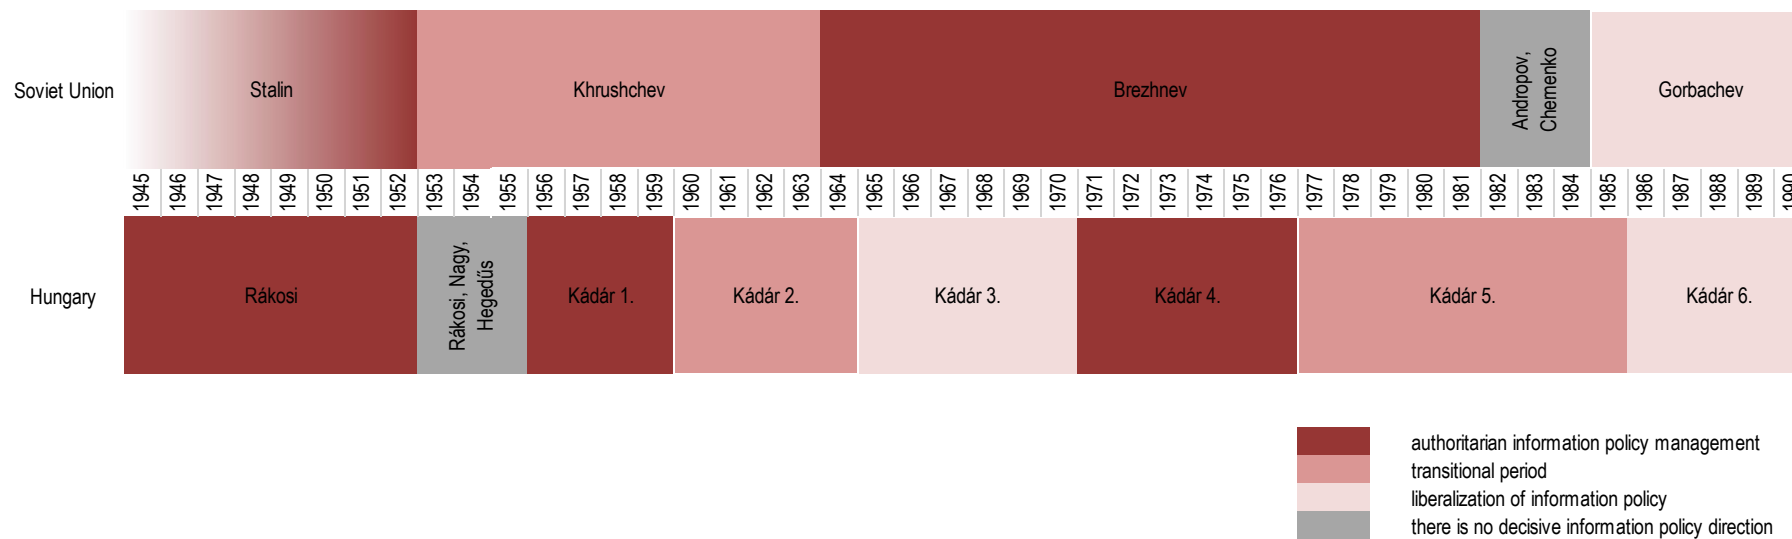 Soviet Union
Stalin
Khrushchev
Brezhnev
Andropov,
Chernenko
Gorbachev
1945 1946 1947 1948 1949 1950 1951 1952 1953 1954 1955 1956 1957 1958 1959 1960 1961 1962 1963 1964 1965 1966 1967 1968 1969 1970 1971 1972 1973 1974 1975 1976 1977 1978 1979 1980 1981 1982 1983 1984 1985 1986 1987 1988 1989 1990
Hungary
Rákosi
Rákosi, Nagy,
Hegedűs
Kádár 1.
Kádár 2.
Kádár 3.
Kádár 4.
Kádár 5.
Kádár 6.
authoritarian information policy management
transitional period
liberalization of information policy
there is no decisive information policy direction